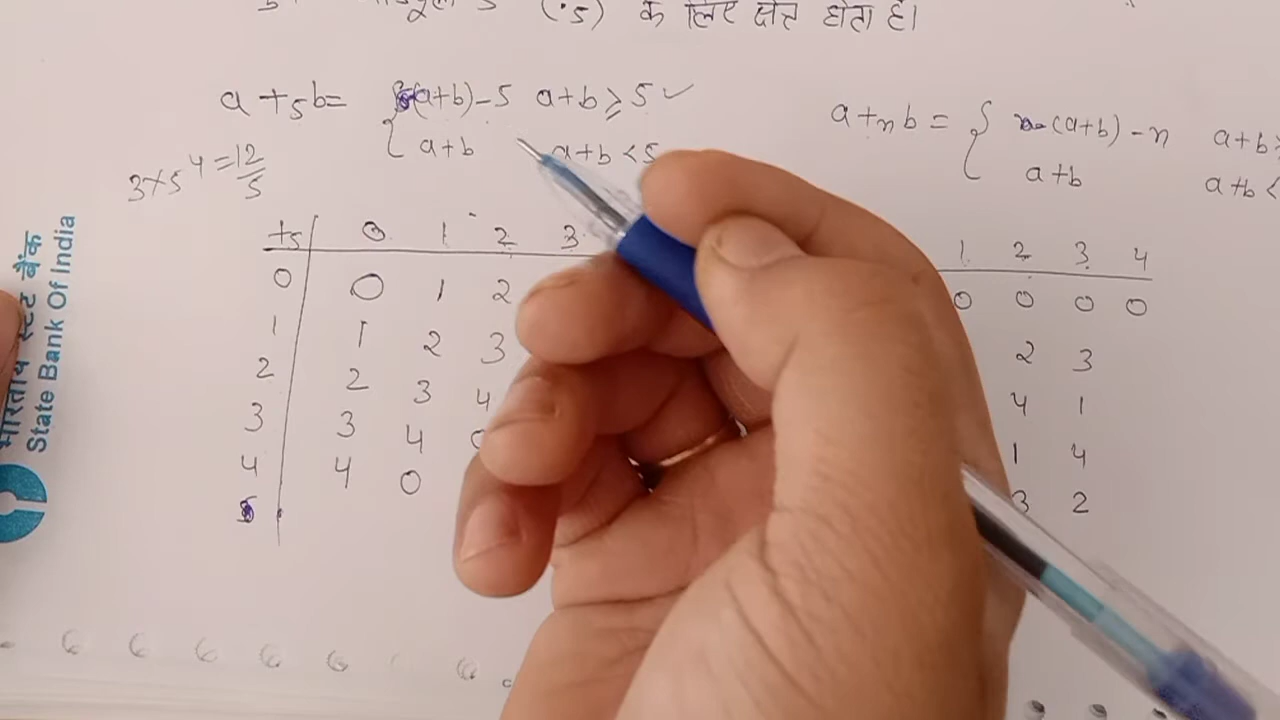 (·5) के लिए क्षेत्र होता है।
a +₅ b = { (a+b)-5 a+b ≥ 5 ✓
a+b a+b < 5
3 ×₅ 4 = 12/5
+₅ 0 1 2 3
0 0 1 2
1 1 2 3
2 2 3 4
3 3 4 0
4 4 0
a +ₙ b = { (a+b) - n a+b
a+b a+b <
1 2 3 4
0 0 0 0
2 3
4 1
1 4
3 2
भारतीय स्टेट बैंक
State Bank Of India